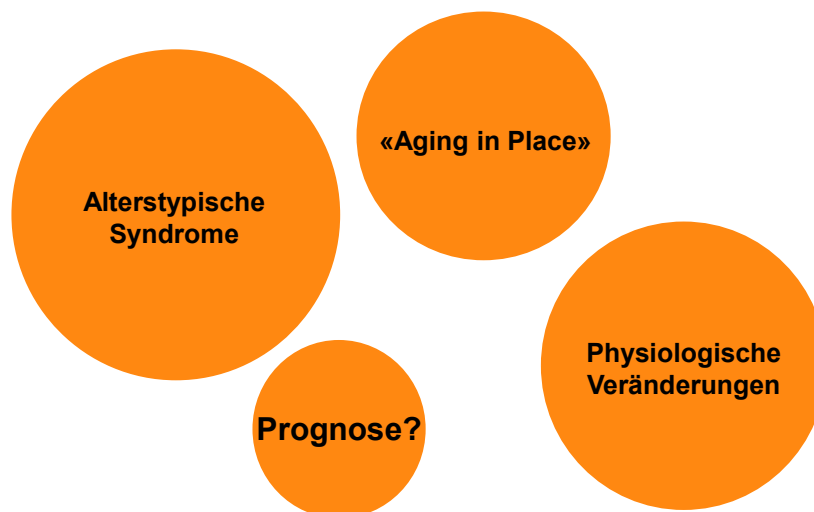 «Aging in Place»
Alterstypische
Syndrome
Physiologische
Veränderungen
Prognose?